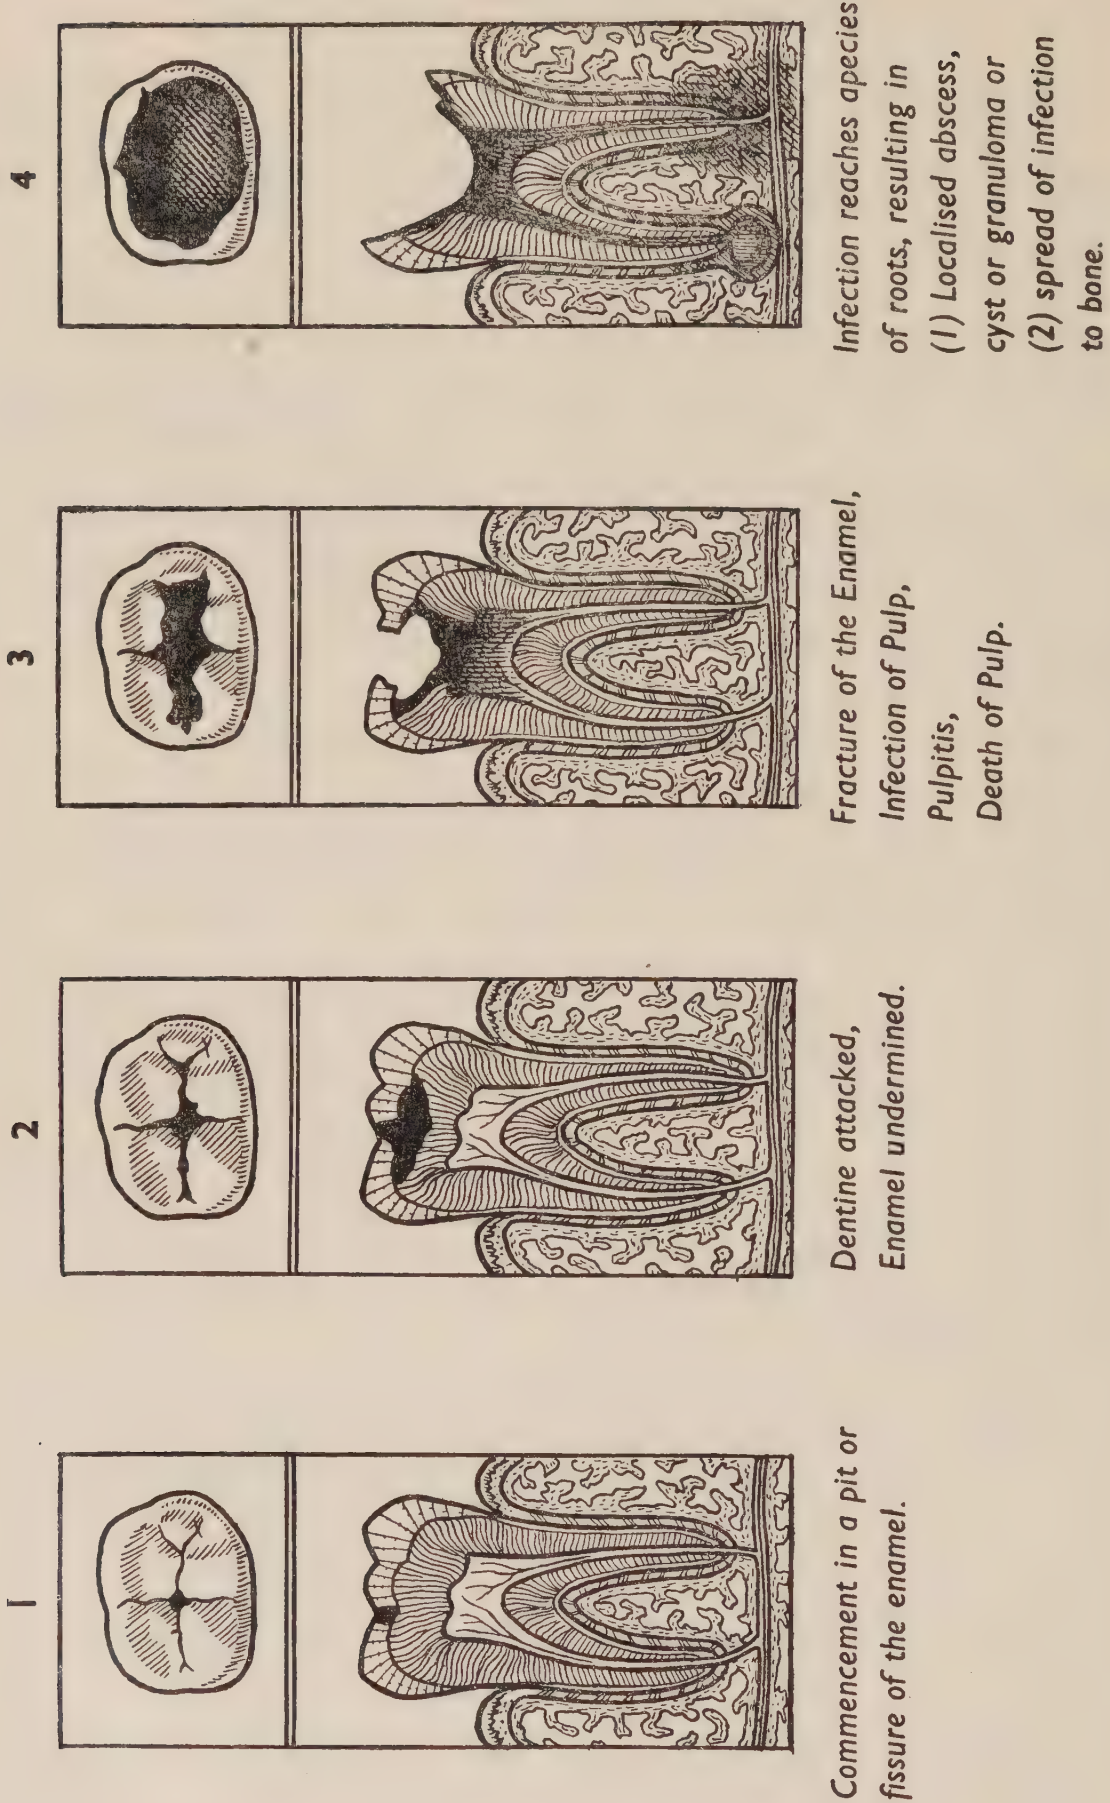 1
Commencement in a pit or
fissure of the enamel.
2
Dentine attacked,
Enamel undermined.
3
Fracture of the Enamel,
Infection of Pulp,
Pulpitis,
Death of Pulp.
4
Infection reaches apecies
of roots, resulting in
(1) Localised abscess,
cyst or granuloma or
(2) spread of infection
to bone.